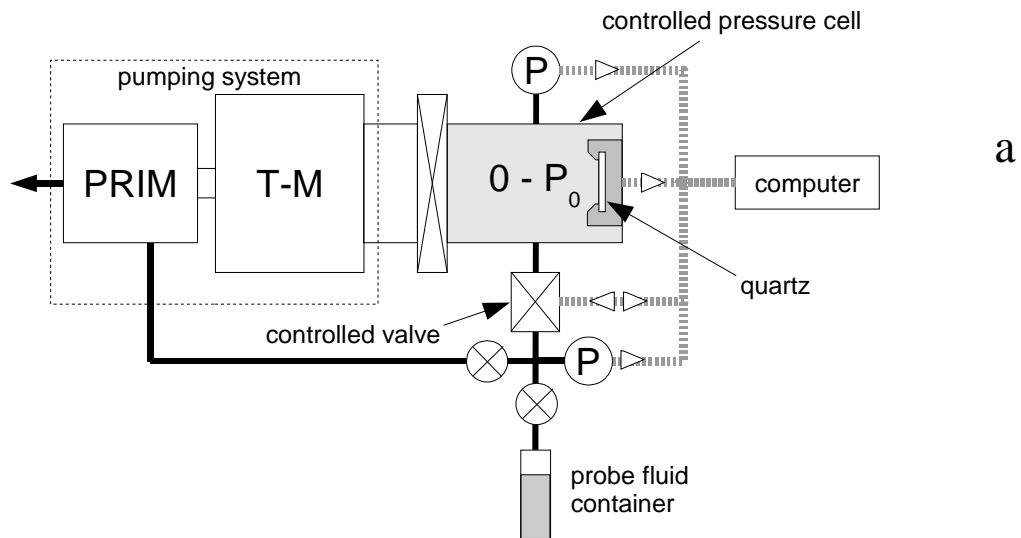 controlled pressure cell
pumping system
P
a
PRIM
T-M
0 - P0
computer
quartz
controlled valve
P
probe fluid
container